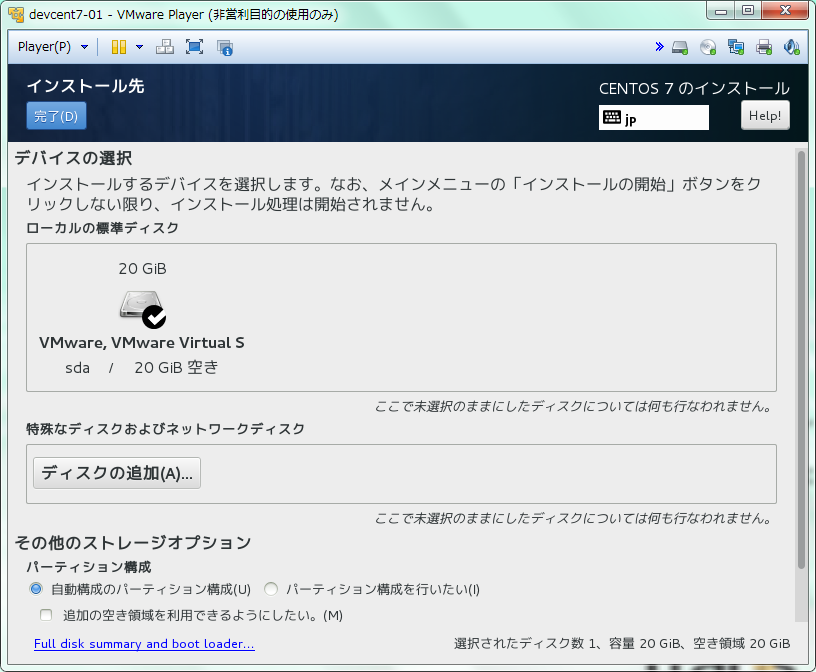 devcent7-01 - VMware Player (非営利目的の使用のみ)
Player(P)
インストール先
CENTOS 7 のインストール
完了(D)
jp
Help!
デバイスの選択
インストールするデバイスを選択します。なお、メインメニューの「インストールの開始」ボタンをク
リックしない限り、インストール処理は開始されません。
ローカルの標準ディスク
20 GiB
VMware, VMware Virtual S
sda / 20 GiB 空き
ここで未選択のままにしたディスクについては何も行なわれません。
特殊なディスクおよびネットワークディスク
ディスクの追加(A)...
ここで未選択のままにしたディスクについては何も行なわれません。
その他のストレージオプション
パーティション構成
自動構成のパーティション構成(U) パーティション構成を行いたい(I)
追加の空き領域を利用できるようにしたい。(M)
Full disk summary and boot loader...
選択されたディスク数 1、容量 20 GiB、空き領域 20 GiB